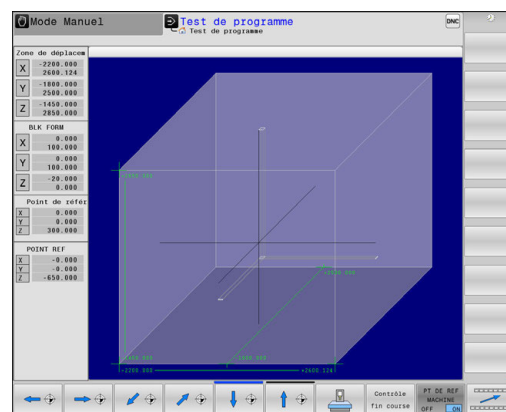 Mode Manuel
Test de programme
Test de programme
DNC
Zone de déplacem
X -2200.000
2600.124
Y -1800.000
2500.000
Z -1450.000
2850.000
BLK FORM
X 0.000
100.000
Y 0.000
100.000
Z -20.000
0.000
Point de référ
X 0.000
Y 0.000
Z 300.000
POINT REF
X -0.000
Y -0.000
Z -650.000
-2200.000
+2600.124
Contrôle
fin course
PT DE REF
MACHINE
OFF ON